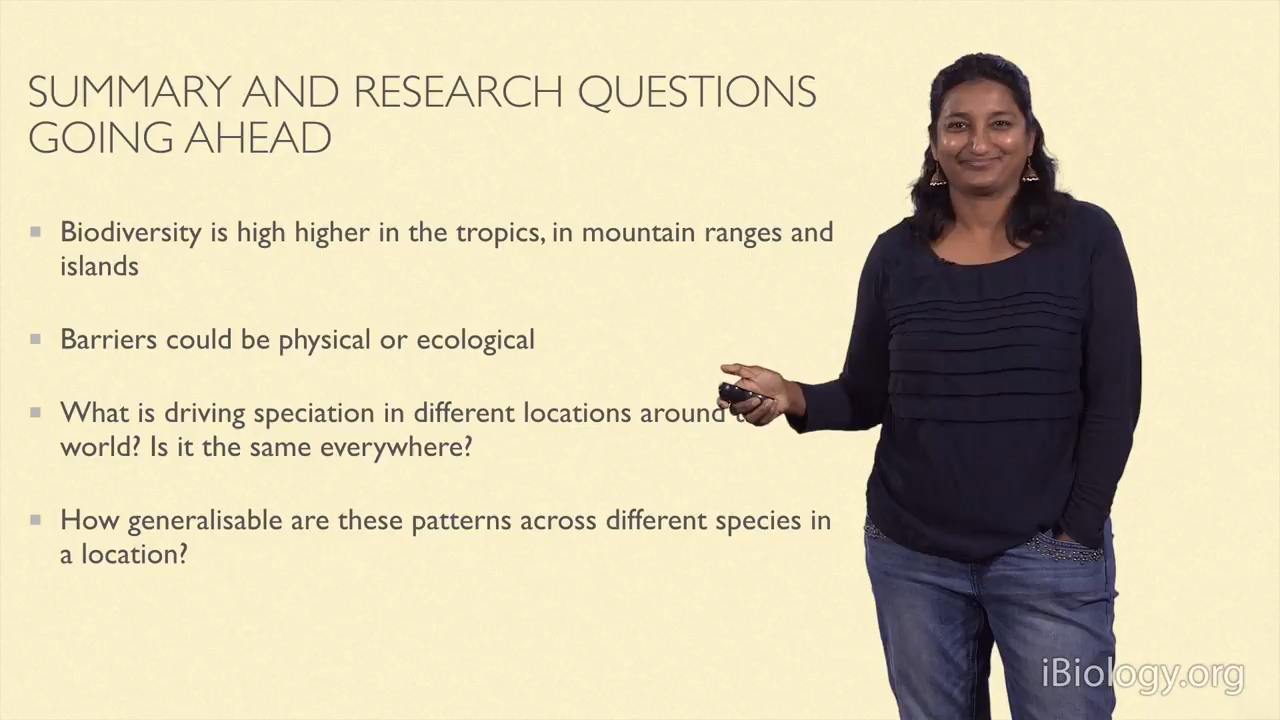 SUMMARY AND RESEARCH QUESTIONS
GOING AHEAD
Biodiversity is high higher in the tropics, in mountain ranges and
islands
Barriers could be physical or ecological
What is driving speciation in different locations around
world? Is it the same everywhere?
How generalisable are these patterns across different species in
a location?
iBiology.org